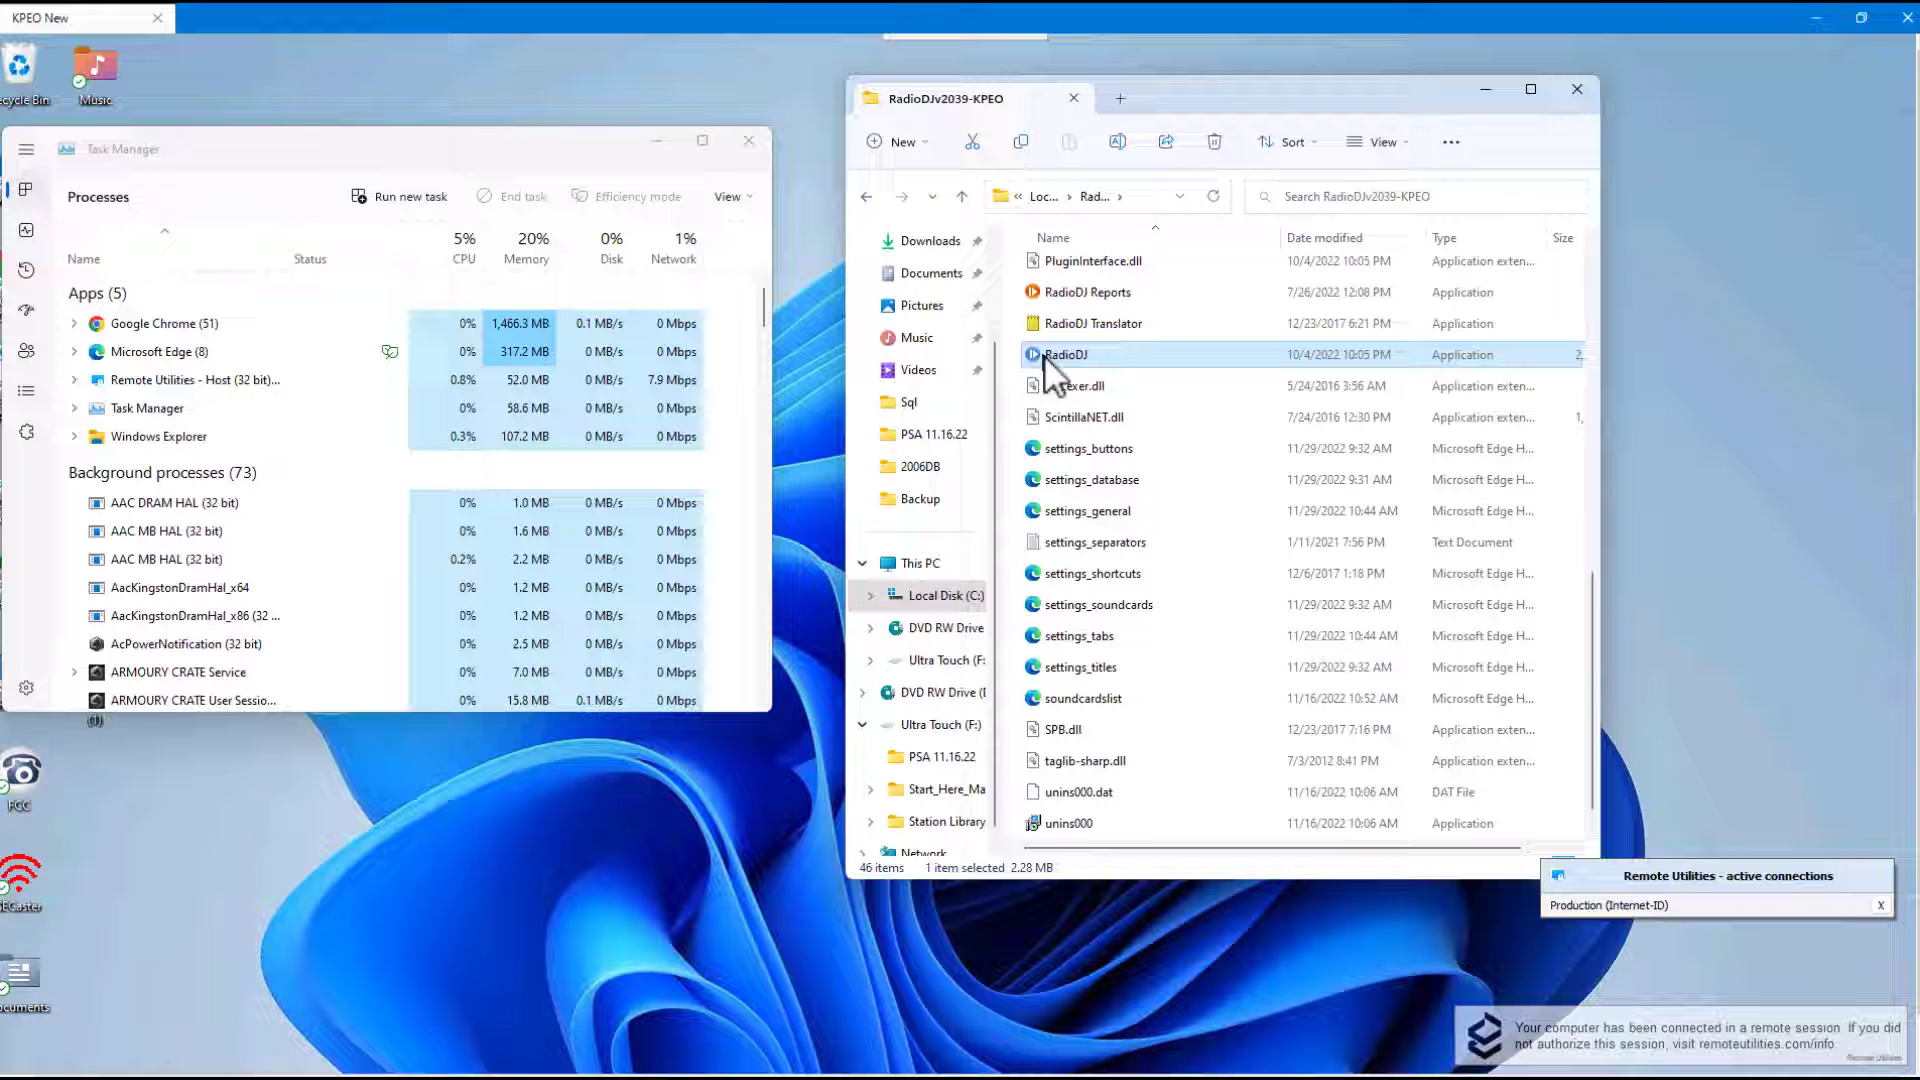 KPEO New
ecycle Bin
Music
Task Manager
Processes
Run new task
End task
Efficiency mode
View
5%
20%
0%
1%
Name
Status
CPU
Memory
Disk
Network
Apps (5)
Google Chrome (51)
0%
1,466.3 MB
0.1 MB/s
0 Mbps
Microsoft Edge (8)
0%
317.2 MB
0 MB/s
0 Mbps
Remote Utilities - Host (32 bit)...
0.8%
52.0 MB
0 MB/s
7.9 Mbps
Task Manager
0%
58.6 MB
0 MB/s
0 Mbps
Windows Explorer
0.3%
107.2 MB
0 MB/s
0 Mbps
Background processes (73)
AAC DRAM HAL (32 bit)
0%
1.0 MB
0 MB/s
0 Mbps
AAC MB HAL (32 bit)
0%
1.6 MB
0 MB/s
0 Mbps
AAC MB HAL (32 bit)
0.2%
2.2 MB
0 MB/s
0 Mbps
AacKingstonDramHal_x64
0%
1.2 MB
0 MB/s
0 Mbps
AacKingstonDramHal_x86 (32 ...
0%
1.2 MB
0 MB/s
0 Mbps
AcPowerNotification (32 bit)
0%
2.5 MB
0 MB/s
0 Mbps
ARMOURY CRATE Service
0%
7.0 MB
0 MB/s
0 Mbps
ARMOURY CRATE User Sessio...
0%
15.8 MB
0.1 MB/s
0 Mbps
FCC
ECaster
ocuments
RadioDJv2039-KPEO
New
Sort
View
Loc...
Rad...
Search RadioDJv2039-KPEO
Downloads
Documents
Pictures
Music
Videos
Sql
PSA 11.16.22
2006DB
Backup
This PC
Local Disk (C:)
DVD RW Drive
Ultra Touch (F:
DVD RW Drive (
Ultra Touch (F:)
PSA 11.16.22
Start_Here_Ma
Station Library
Network
Name
Date modified
Type
Size
PluginInterface.dll
10/4/2022 10:05 PM
Application exten...
RadioDJ Reports
7/26/2022 12:08 PM
Application
RadioDJ Translator
12/23/2017 6:21 PM
Application
RadioDJ
10/4/2022 10:05 PM
Application
2
exer.dll
5/24/2016 3:56 AM
Application exten...
ScintillaNET.dll
7/24/2016 12:30 PM
Application exten...
1,
settings_buttons
11/29/2022 9:32 AM
Microsoft Edge H...
settings_database
11/29/2022 9:31 AM
Microsoft Edge H...
settings_general
11/29/2022 10:44 AM
Microsoft Edge H...
settings_separators
1/11/2021 7:56 PM
Text Document
settings_shortcuts
12/6/2017 1:18 PM
Microsoft Edge H...
settings_soundcards
11/29/2022 9:32 AM
Microsoft Edge H...
settings_tabs
11/29/2022 10:44 AM
Microsoft Edge H...
settings_titles
11/29/2022 9:32 AM
Microsoft Edge H...
soundcardslist
11/16/2022 10:52 AM
Microsoft Edge H...
SPB.dll
12/23/2017 7:16 PM
Application exten...
taglib-sharp.dll
7/3/2012 8:41 PM
Application exten...
unins000.dat
11/16/2022 10:06 AM
DAT File
unins000
11/16/2022 10:06 AM
Application
46 items
1 item selected 2.28 MB
Remote Utilities - active connections
Production (Internet-ID)
X
Your computer has been connected in a remote session If you did
not authorize this session, visit remoteutilities.com/info
Remote Utilities